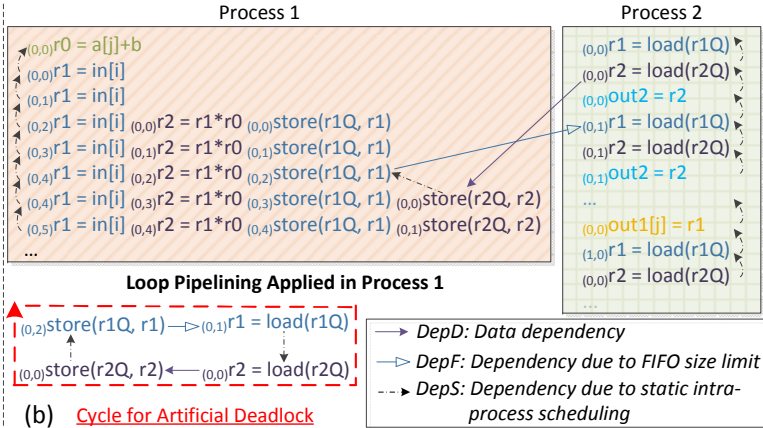 Process 1
(0,0)r0 = a[j]+b
(0,0)r1 = in[i]
(0,1)r1 = in[i]
(0,2)r1 = in[i] (0,0)r2 = r1*r0 (0,0)store(r1Q, r1)
(0,3)r1 = in[i] (0,1)r2 = r1*r0 (0,1)store(r1Q, r1)
(0,4)r1 = in[i] (0,2)r2 = r1*r0 (0,2)store(r1Q, r1)
(0,4)r1 = in[i] (0,3)r2 = r1*r0 (0,3)store(r1Q, r1) (0,0)store(r2Q, r2)
(0,5)r1 = in[i] (0,4)r2 = r1*r0 (0,4)store(r1Q, r1) (0,1)store(r2Q, r2)
...
Process 2
(0,0)r1 = load(r1Q)
(0,0)r2 = load(r2Q)
(0,0)out2 = r2
(0,1)r1 = load(r1Q)
(0,1)r2 = load(r2Q)
(0,1)out2 = r2
...
(0,0)out1[j] = r1
(1,0)r1 = load(r1Q)
(0,0)r2 = load(r2Q)
...
Loop Pipelining Applied in Process 1
(0,2)store(r1Q, r1) (0,1)r1 = load(r1Q)
(0,0)store(r2Q, r2) (0,0)r2 = load(r2Q)
(b) Cycle for Artificial Deadlock
DepD: Data dependency
DepF: Dependency due to FIFO size limit
DepS: Dependency due to static intra-
process scheduling